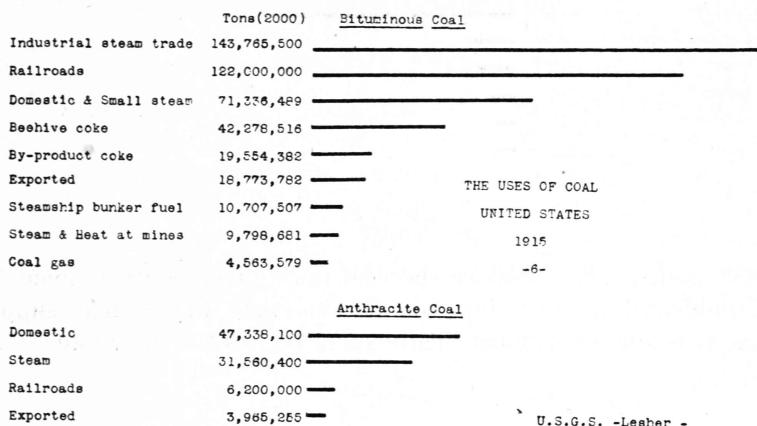 Tons(2000) Bituminous Coal
Industrial steam trade 143,765,500
Railroads 122,000,000
Domestic & Small steam 71,336,489
Beehive coke 42,278,516
By-product coke 19,554,382
Exported 18,773,782
Steamship bunker fuel 10,707,507
Steam & Heat at mines 9,798,681
Coal gas 4,563,579
THE USES OF COAL
UNITED STATES
1915
-6-
Anthracite Coal
Domestic 47,338,100
Steam 31,560,400
Railroads 6,200,000
Exported 3,965,255
U.S.G.S. -Lesher -